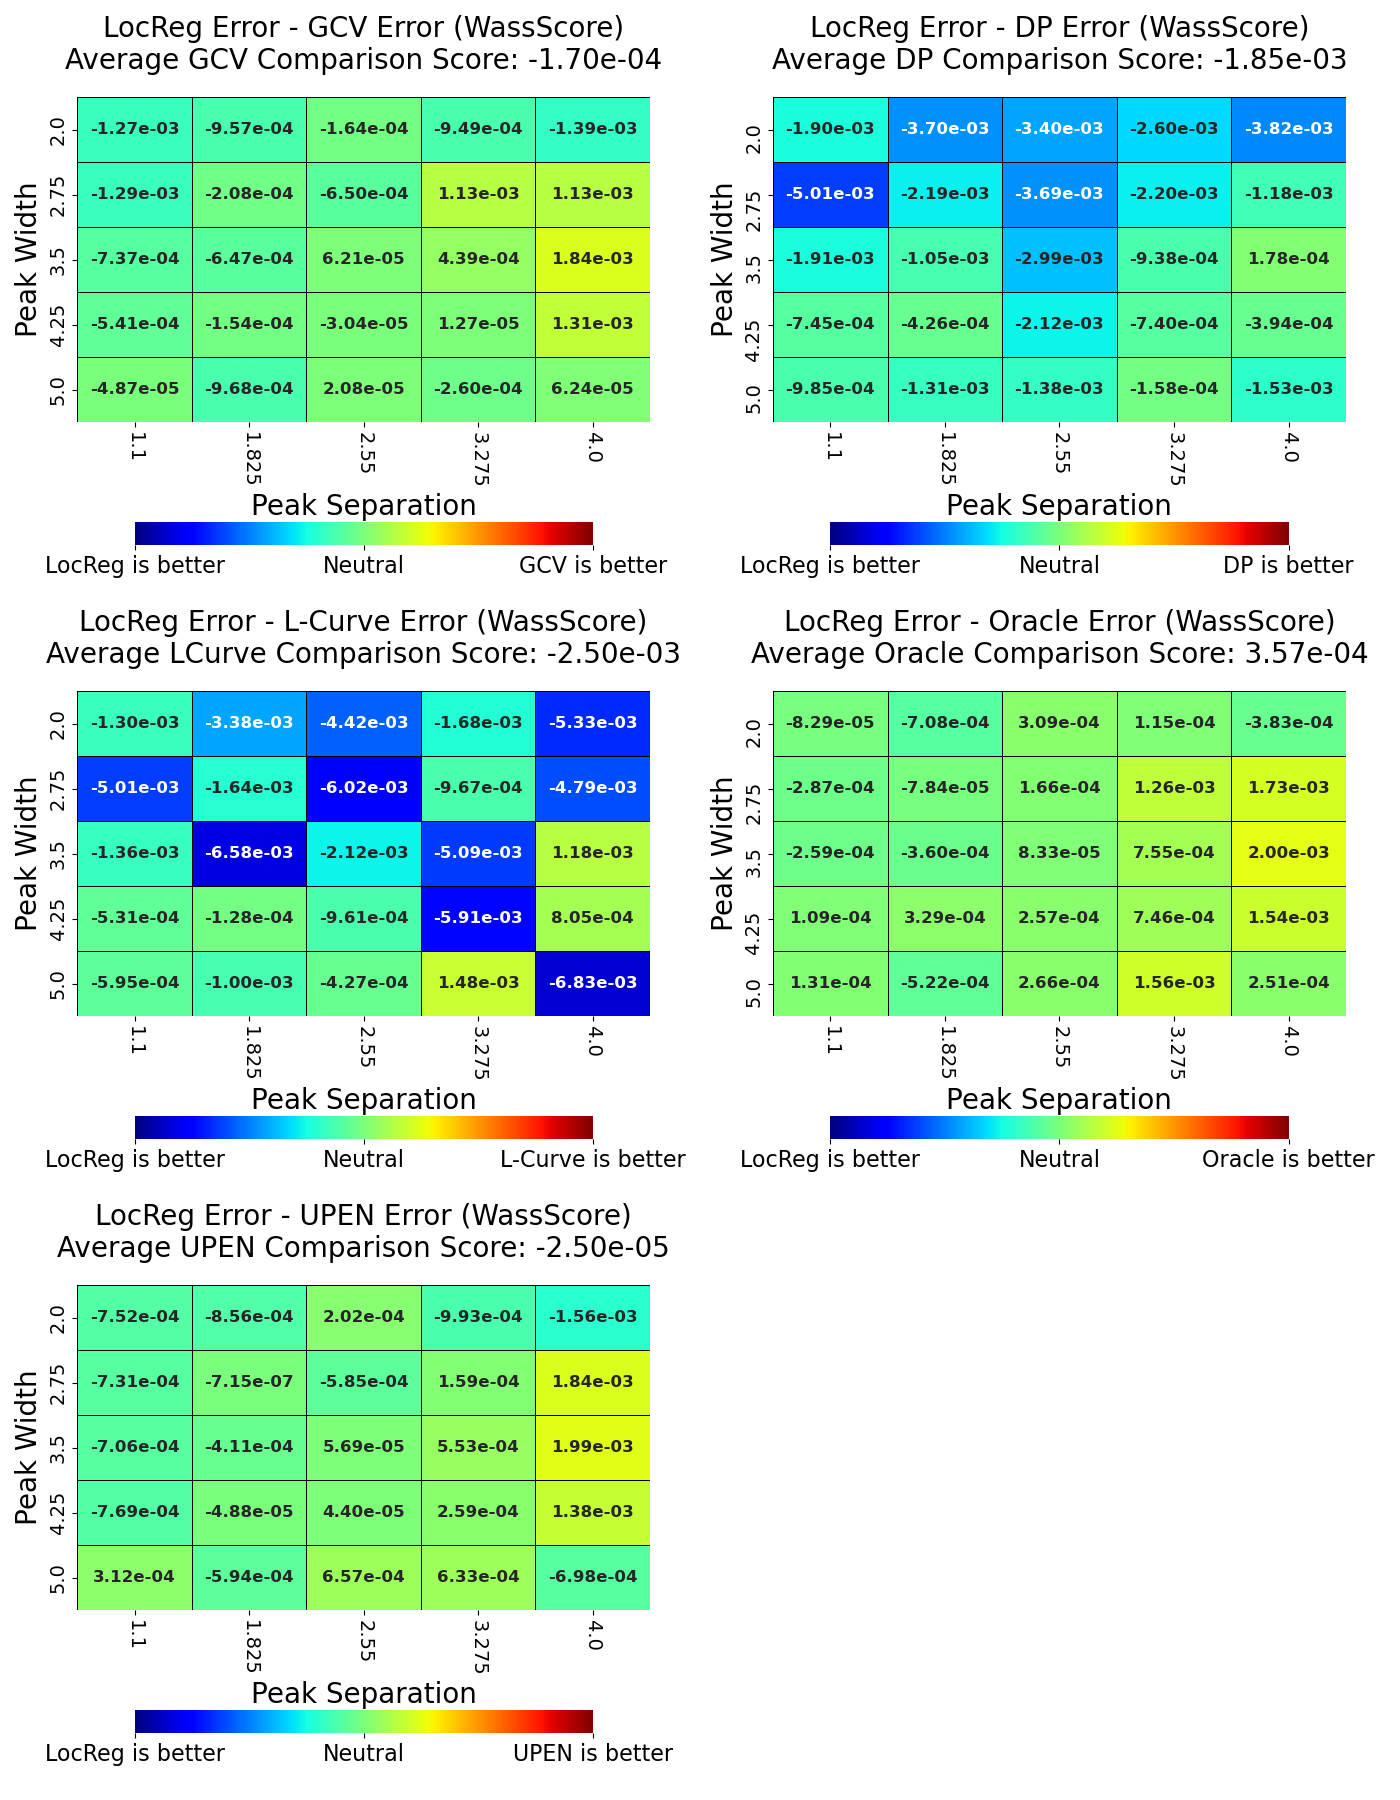 LocReg Error - GCV Error (WassScore)
Average GCV Comparison Score: -1.70e-04
Peak Width
2.0 -1.27e-03 -9.57e-04 -1.64e-04 -9.49e-04 -1.39e-03
2.75 -1.29e-03 -2.08e-04 -6.50e-04 1.13e-03 1.13e-03
3.5 -7.37e-04 -6.47e-04 6.21e-05 4.39e-04 1.84e-03
4.25 -5.41e-04 -1.54e-04 -3.04e-05 1.27e-05 1.31e-03
5.0 -4.87e-05 -9.68e-04 2.08e-05 -2.60e-04 6.24e-05
1.1 1.825 2.55 3.275 4.0
Peak Separation
LocReg is better Neutral GCV is better
LocReg Error - DP Error (WassScore)
Average DP Comparison Score: -1.85e-03
Peak Width
2.0 -1.90e-03 -3.70e-03 -3.40e-03 -2.60e-03 -3.82e-03
2.75 -5.01e-03 -2.19e-03 -3.69e-03 -2.20e-03 -1.18e-03
3.5 -1.91e-03 -1.05e-03 -2.99e-03 -9.38e-04 1.78e-04
4.25 -7.45e-04 -4.26e-04 -2.12e-03 -7.40e-04 -3.94e-04
5.0 -9.85e-04 -1.31e-03 -1.38e-03 -1.58e-04 -1.53e-03
1.1 1.825 2.55 3.275 4.0
Peak Separation
LocReg is better Neutral DP is better
LocReg Error - L-Curve Error (WassScore)
Average LCurve Comparison Score: -2.50e-03
Peak Width
2.0 -1.30e-03 -3.38e-03 -4.42e-03 -1.68e-03 -5.33e-03
2.75 -5.01e-03 -1.64e-03 -6.02e-03 -9.67e-04 -4.79e-03
3.5 -1.36e-03 -6.58e-03 -2.12e-03 -5.09e-03 1.18e-03
4.25 -5.31e-04 -1.28e-04 -9.61e-04 -5.91e-03 8.05e-04
5.0 -5.95e-04 -1.00e-03 -4.27e-04 1.48e-03 -6.83e-03
1.1 1.825 2.55 3.275 4.0
Peak Separation
LocReg is better Neutral L-Curve is better
LocReg Error - Oracle Error (WassScore)
Average Oracle Comparison Score: 3.57e-04
Peak Width
2.0 -8.29e-05 -7.08e-04 3.09e-04 1.15e-04 -3.83e-04
2.75 -2.87e-04 -7.84e-05 1.66e-04 1.26e-03 1.73e-03
3.5 -2.59e-04 -3.60e-04 8.33e-05 7.55e-04 2.00e-03
4.25 1.09e-04 3.29e-04 2.57e-04 7.46e-04 1.54e-03
5.0 1.31e-04 -5.22e-04 2.66e-04 1.56e-03 2.51e-04
1.1 1.825 2.55 3.275 4.0
Peak Separation
LocReg is better Neutral Oracle is better
LocReg Error - UPEN Error (WassScore)
Average UPEN Comparison Score: -2.50e-05
Peak Width
2.0 -7.52e-04 -8.56e-04 2.02e-04 -9.93e-04 -1.56e-03
2.75 -7.31e-04 -7.15e-07 -5.85e-04 1.59e-04 1.84e-03
3.5 -7.06e-04 -4.11e-04 5.69e-05 5.53e-04 1.99e-03
4.25 -7.69e-04 -4.88e-05 4.40e-05 2.59e-04 1.38e-03
5.0 3.12e-04 -5.94e-04 6.57e-04 6.33e-04 -6.98e-04
1.1 1.825 2.55 3.275 4.0
Peak Separation
LocReg is better Neutral UPEN is better